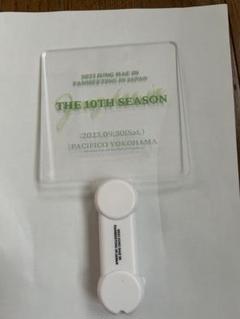 2023 JUNG HAE IN
FANMEETING IN JAPAN
THE 10TH SEASON
:2023.09.30(Sat.)
PACIFICO YOKOHAMA